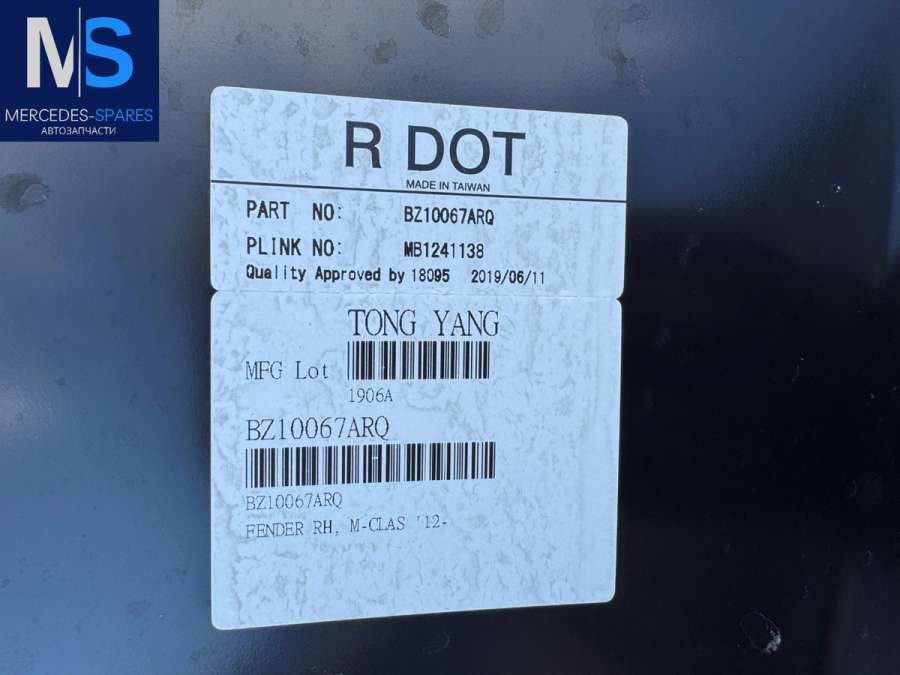 MS
MERCEDES-SPARES
АВТОЗАПЧАСТИ
R DOT
MADE IN TAIWAN
PART NO: BZ10067ARQ
PLINK NO: MB1241138
Quality Approved by 18095 2019/06/11
TONG YANG
MFG Lot
1906A
BZ10067ARQ
BZ10067ARQ
FENDER RH, M-CLAS '12-